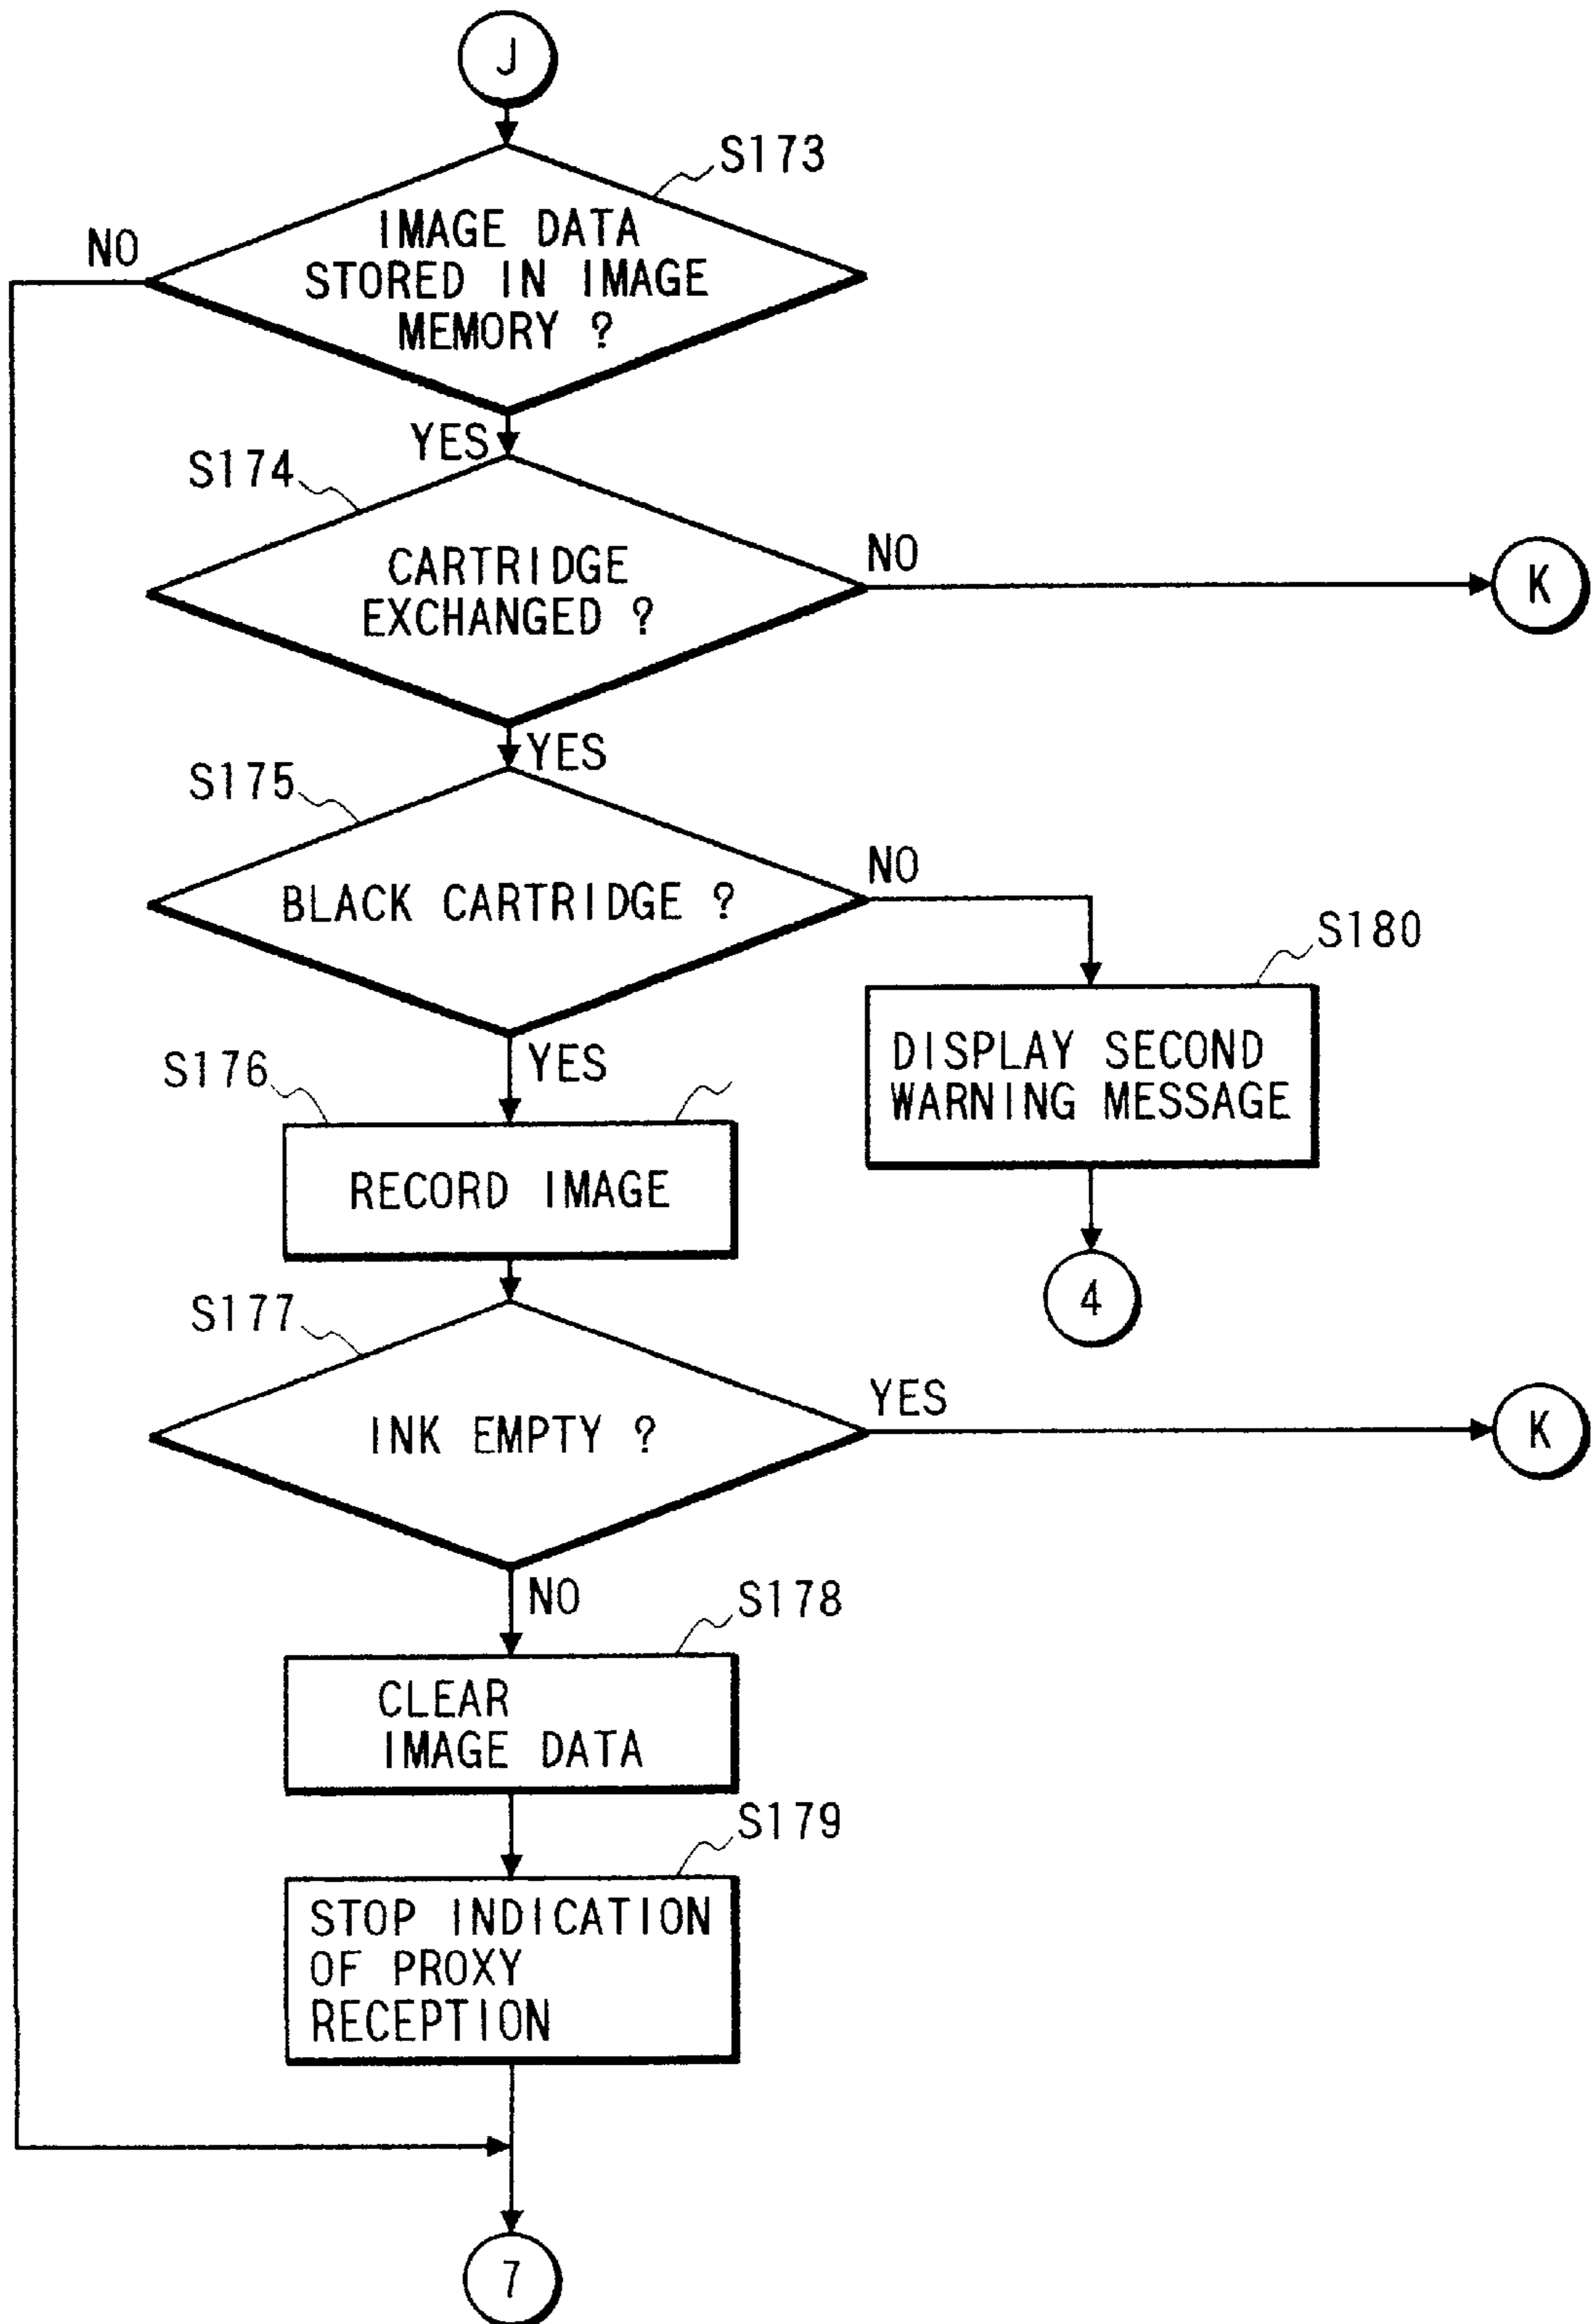 J
S173
NO
IMAGE DATA
STORED IN IMAGE
MEMORY ?
YES
S174
CARTRIDGE
EXCHANGED ?
NO
K
YES
S175
BLACK CARTRIDGE ?
NO
S180
DISPLAY SECOND
WARNING MESSAGE
4
YES
S176
RECORD IMAGE
S177
INK EMPTY ?
YES
K
NO
S178
CLEAR
IMAGE DATA
S179
STOP INDICATION
OF PROXY
RECEPTION
7